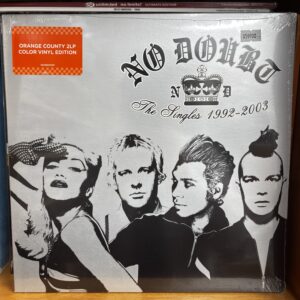 ORANGE COUNTY 2LP
COLOR VINYL EDITION
NO DOUBT
N D
The Singles 1992-2003